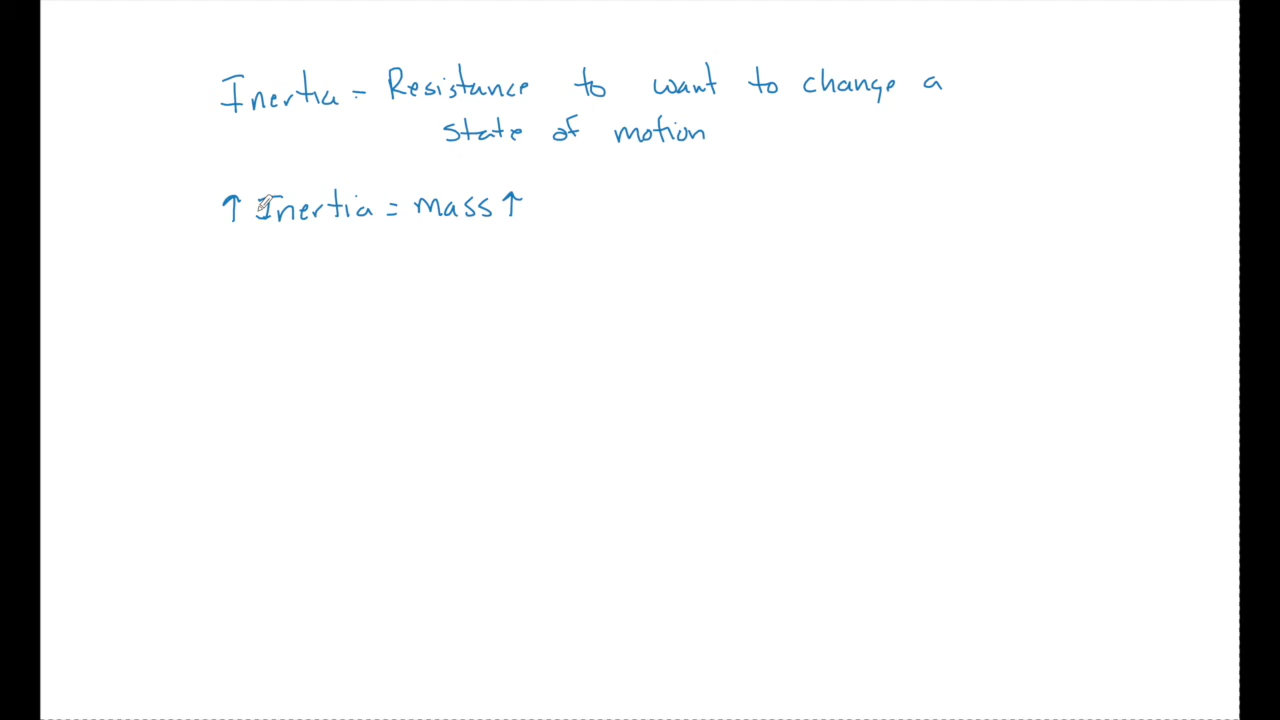 Inertia = Resistance to want to change a
state of motion
↑ Inertia = mass ↑